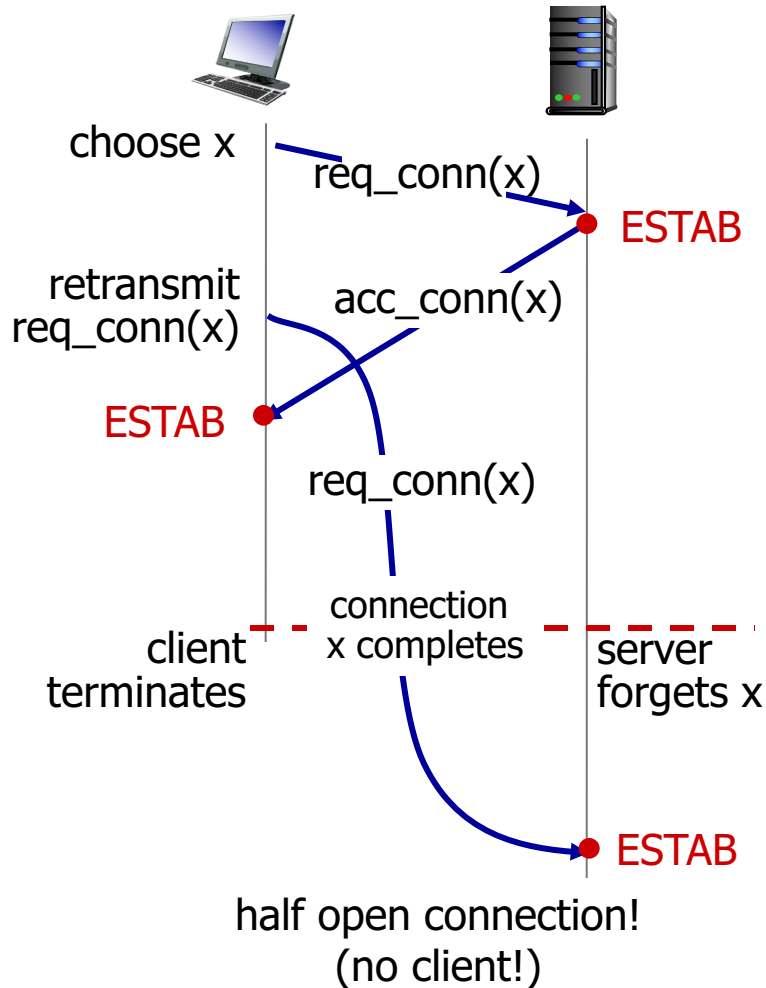 choose x
req_conn(x)
ESTAB
retransmit
req_conn(x)
acc_conn(x)
ESTAB
req_conn(x)
connection
x completes
client
terminates
server
forgets x
ESTAB
half open connection!
(no client!)